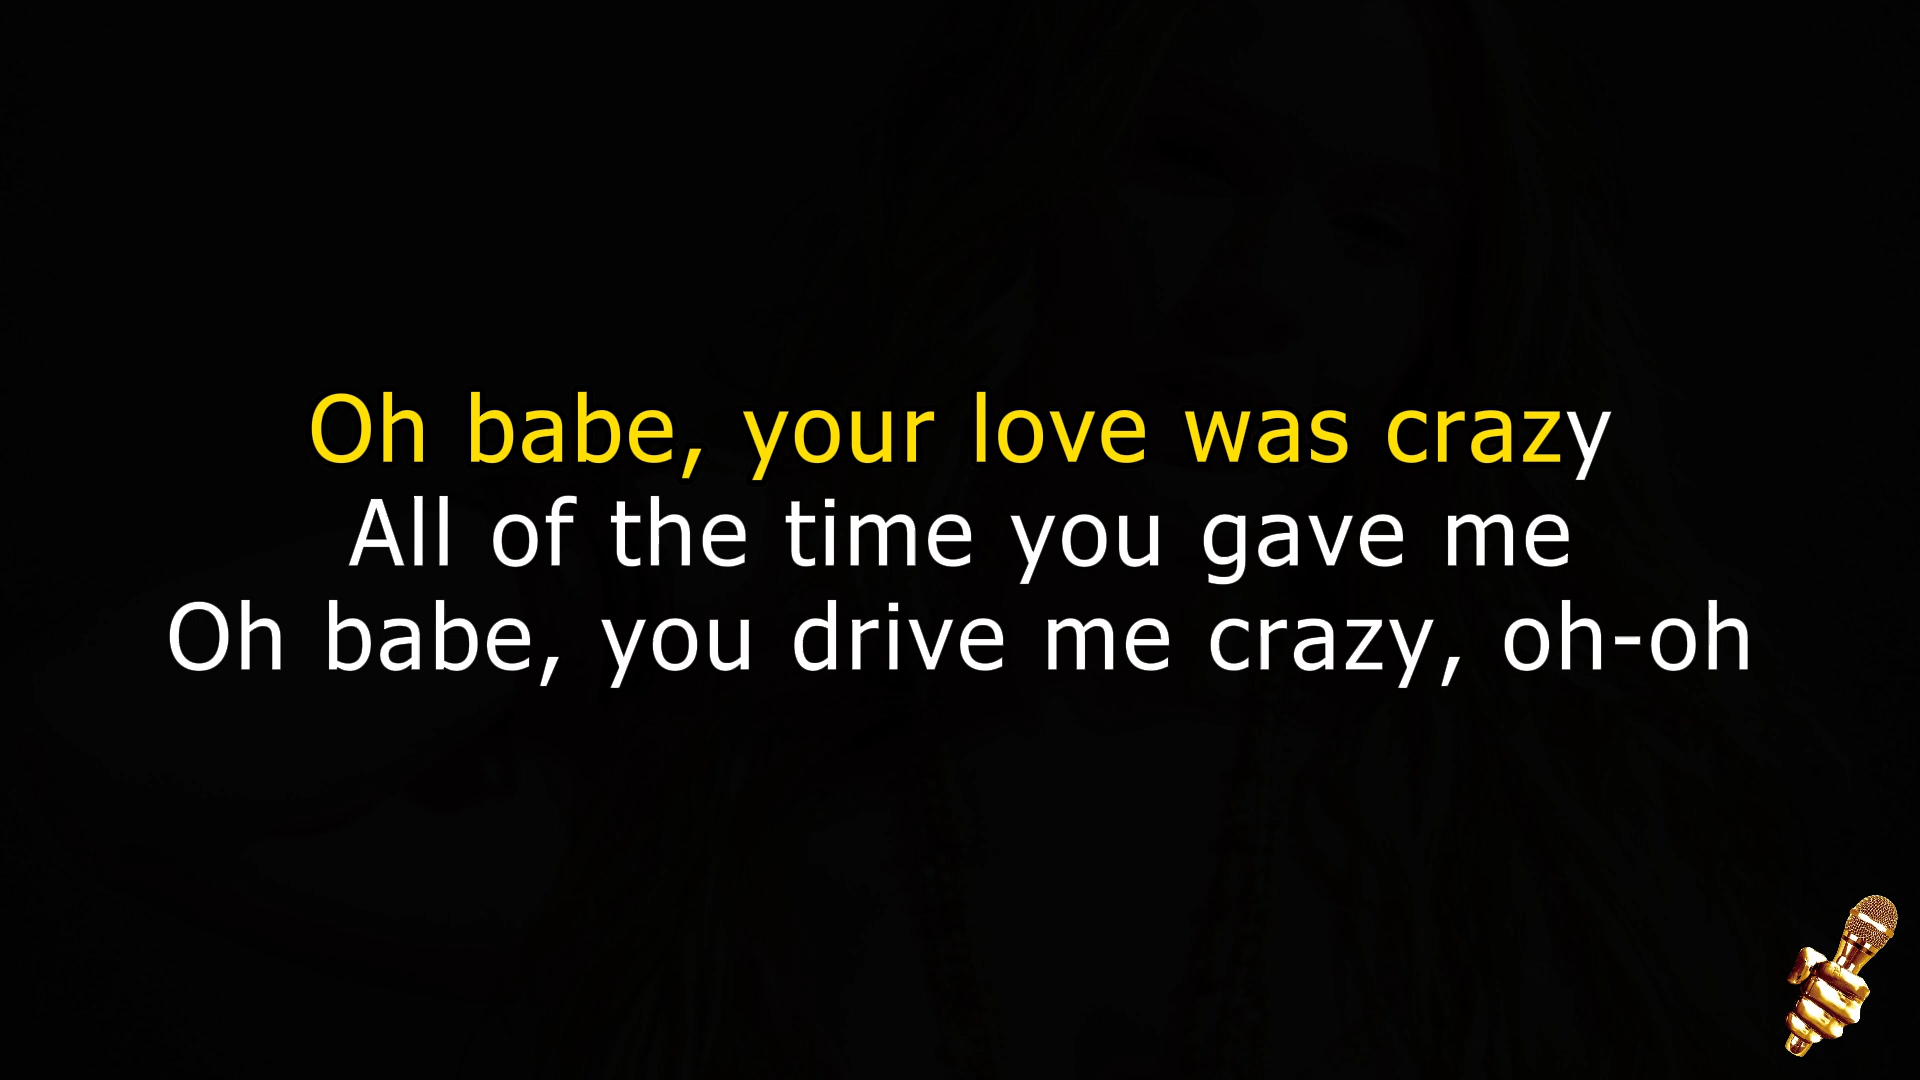 Oh babe, your love was crazy
All of the time you gave me
Oh babe, you drive me crazy, oh-oh